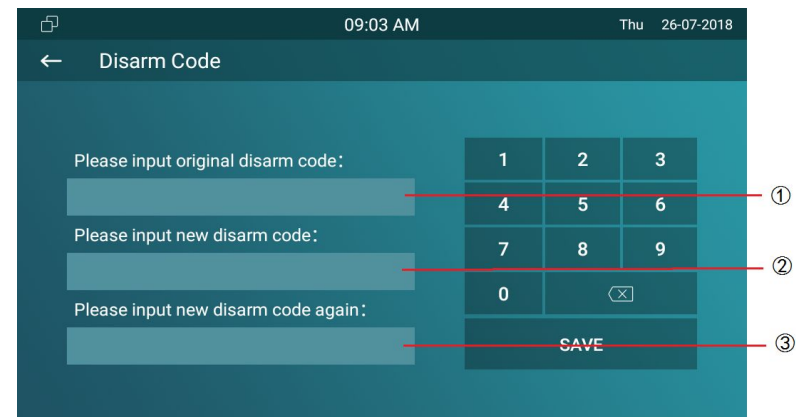 09:03 AM Thu 26-07-2018
Disarm Code
Please input original disarm code：
Please input new disarm code：
Please input new disarm code again：
1 2 3
4 5 6
7 8 9
0
SAVE
①
②
③